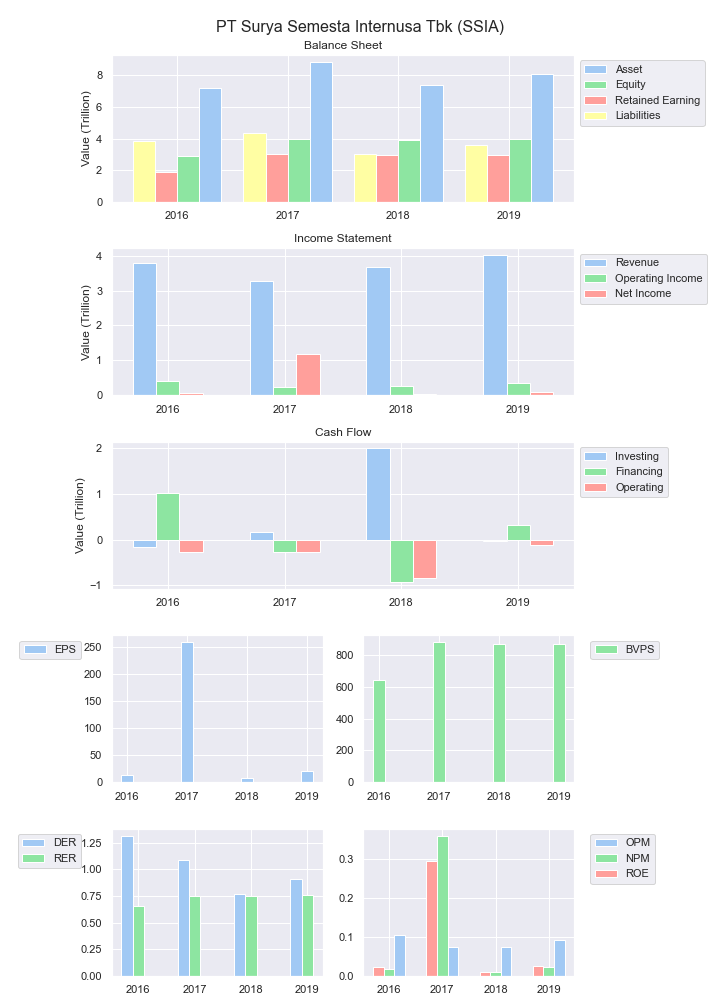 PT Surya Semesta Internusa Tbk (SSIA)
Balance Sheet
Value (Trillion)
8
6
4
2
0
2016 2017 2018 2019
Asset
Equity
Retained Earning
Liabilities
Income Statement
Value (Trillion)
4
3
2
1
0
2016 2017 2018 2019
Revenue
Operating Income
Net Income
Cash Flow
Value (Trillion)
2
1
0
−1
2016 2017 2018 2019
Investing
Financing
Operating
EPS
250
200
150
100
50
0
2016 2017 2018 2019
800
600
400
200
0
2016 2017 2018 2019
BVPS
DER
RER
1.25
1.00
0.75
0.50
0.25
0.00
2016 2017 2018 2019
0.3
0.2
0.1
0.0
2016 2017 2018 2019
OPM
NPM
ROE